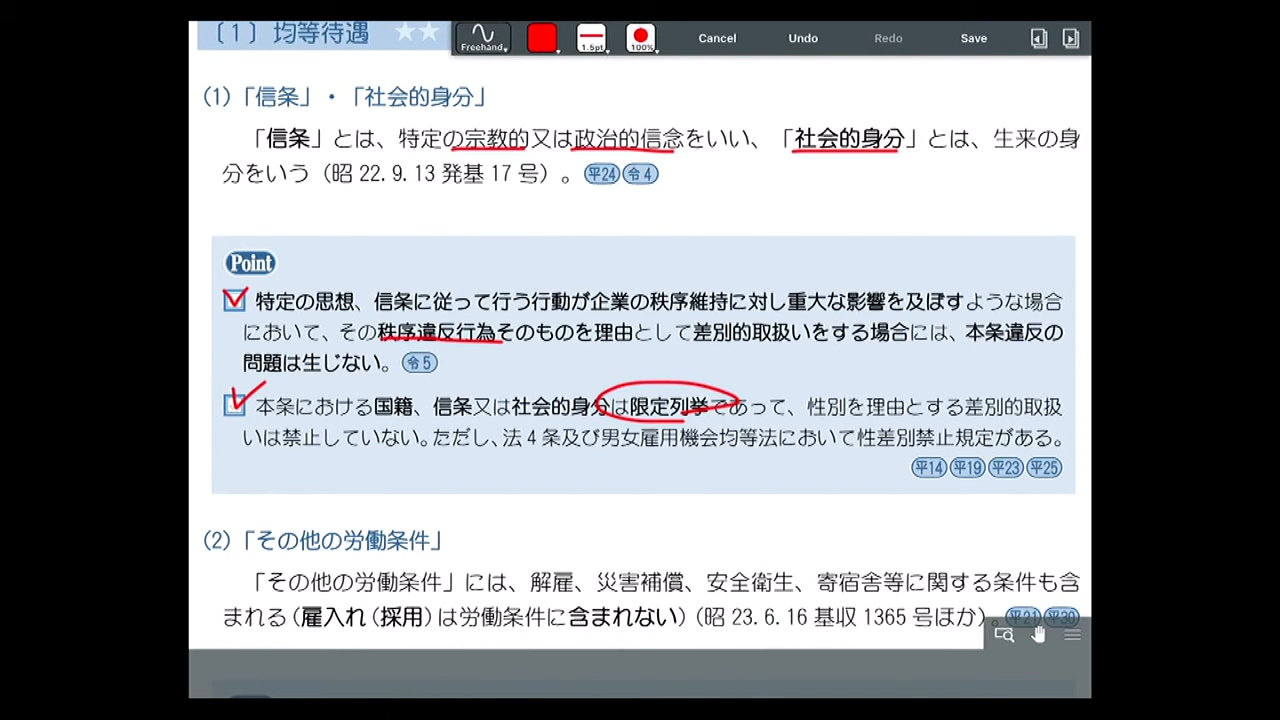 〔1〕均等待遇 ★★
Freehand
1.5pt
100%
Cancel
Undo
Redo
Save
(1)「信条」・「社会的身分」
「信条」とは、特定の宗教的又は政治的信念をいい、「社会的身分」とは、生来の身
分をいう（昭 22.9.13 発基 17 号）。 平24 令4
Point
特定の思想、信条に従って行う行動が企業の秩序維持に対し重大な影響を及ぼすような場合
において、その秩序違反行為そのものを理由として差別的取扱いをする場合には、本条違反の
問題は生じない。 令5
本条における国籍、信条又は社会的身分は限定列挙であって、性別を理由とする差別的取扱
いは禁止していない。ただし、法４条及び男女雇用機会均等法において性差別禁止規定がある。
平14 平19 平23 平25
(2)「その他の労働条件」
「その他の労働条件」には、解雇、災害補償、安全衛生、寄宿舎等に関する条件も含
まれる（雇入れ（採用）は労働条件に含まれない）（昭 23.6.16 基収 1365 号ほか）。 平21 平30